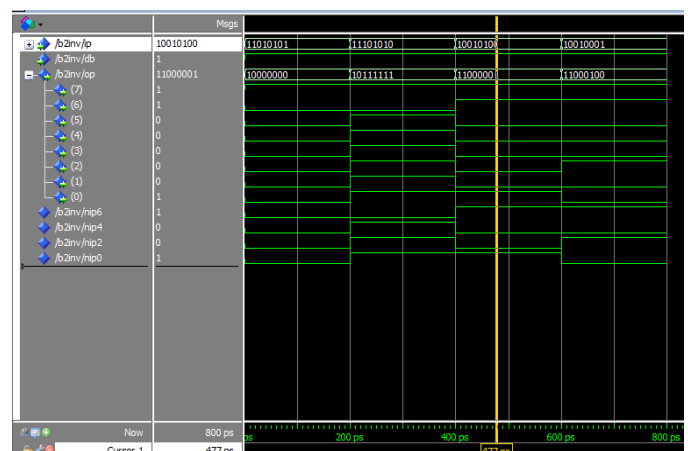 Msgs
/b2inv/ip 10010100 11010101 11101010 10010100 10010001
/b2inv/db 1
/b2inv/op 11000001 10000000 10111111 11000001 11000100
(7) 1
(6) 1
(5) 0
(4) 0
(3) 0
(2) 0
(1) 0
(0) 1
/b2inv/nip6 1
/b2inv/nip4 0
/b2inv/nip2 0
/b2inv/nip0 1
Now 800 ps ps 200 ps 400 ps 600 ps 800 ps
Cursor 1 477 ps 477 ps